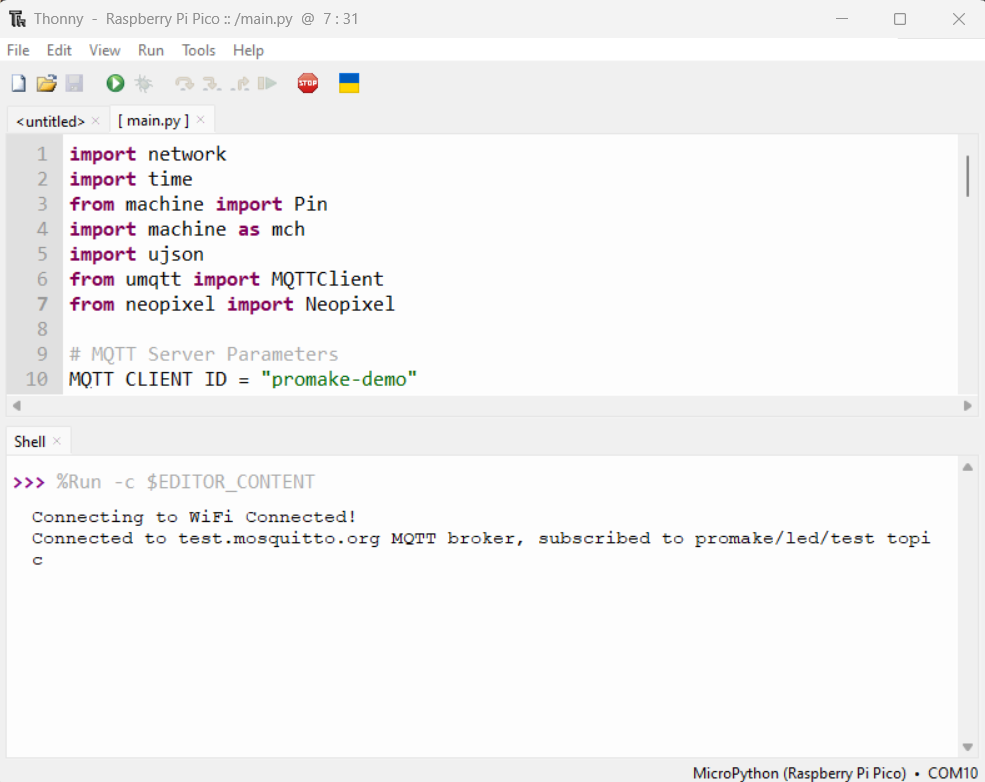 Thonny - Raspberry Pi Pico :: /main.py @ 7 : 31
File Edit View Run Tools Help
STOP
<untitled> × [ main.py ] ×
1 import network
2 import time
3 from machine import Pin
4 import machine as mch
5 import ujson
6 from umqtt import MQTTClient
7 from neopixel import Neopixel
8
9 # MQTT Server Parameters
10 MQTT_CLIENT_ID = "promake-demo"
Shell ×
>>> %Run -c $EDITOR_CONTENT
Connecting to WiFi Connected!
Connected to test.mosquitto.org MQTT broker, subscribed to promake/led/test topi
c
MicroPython (Raspberry Pi Pico) • COM10